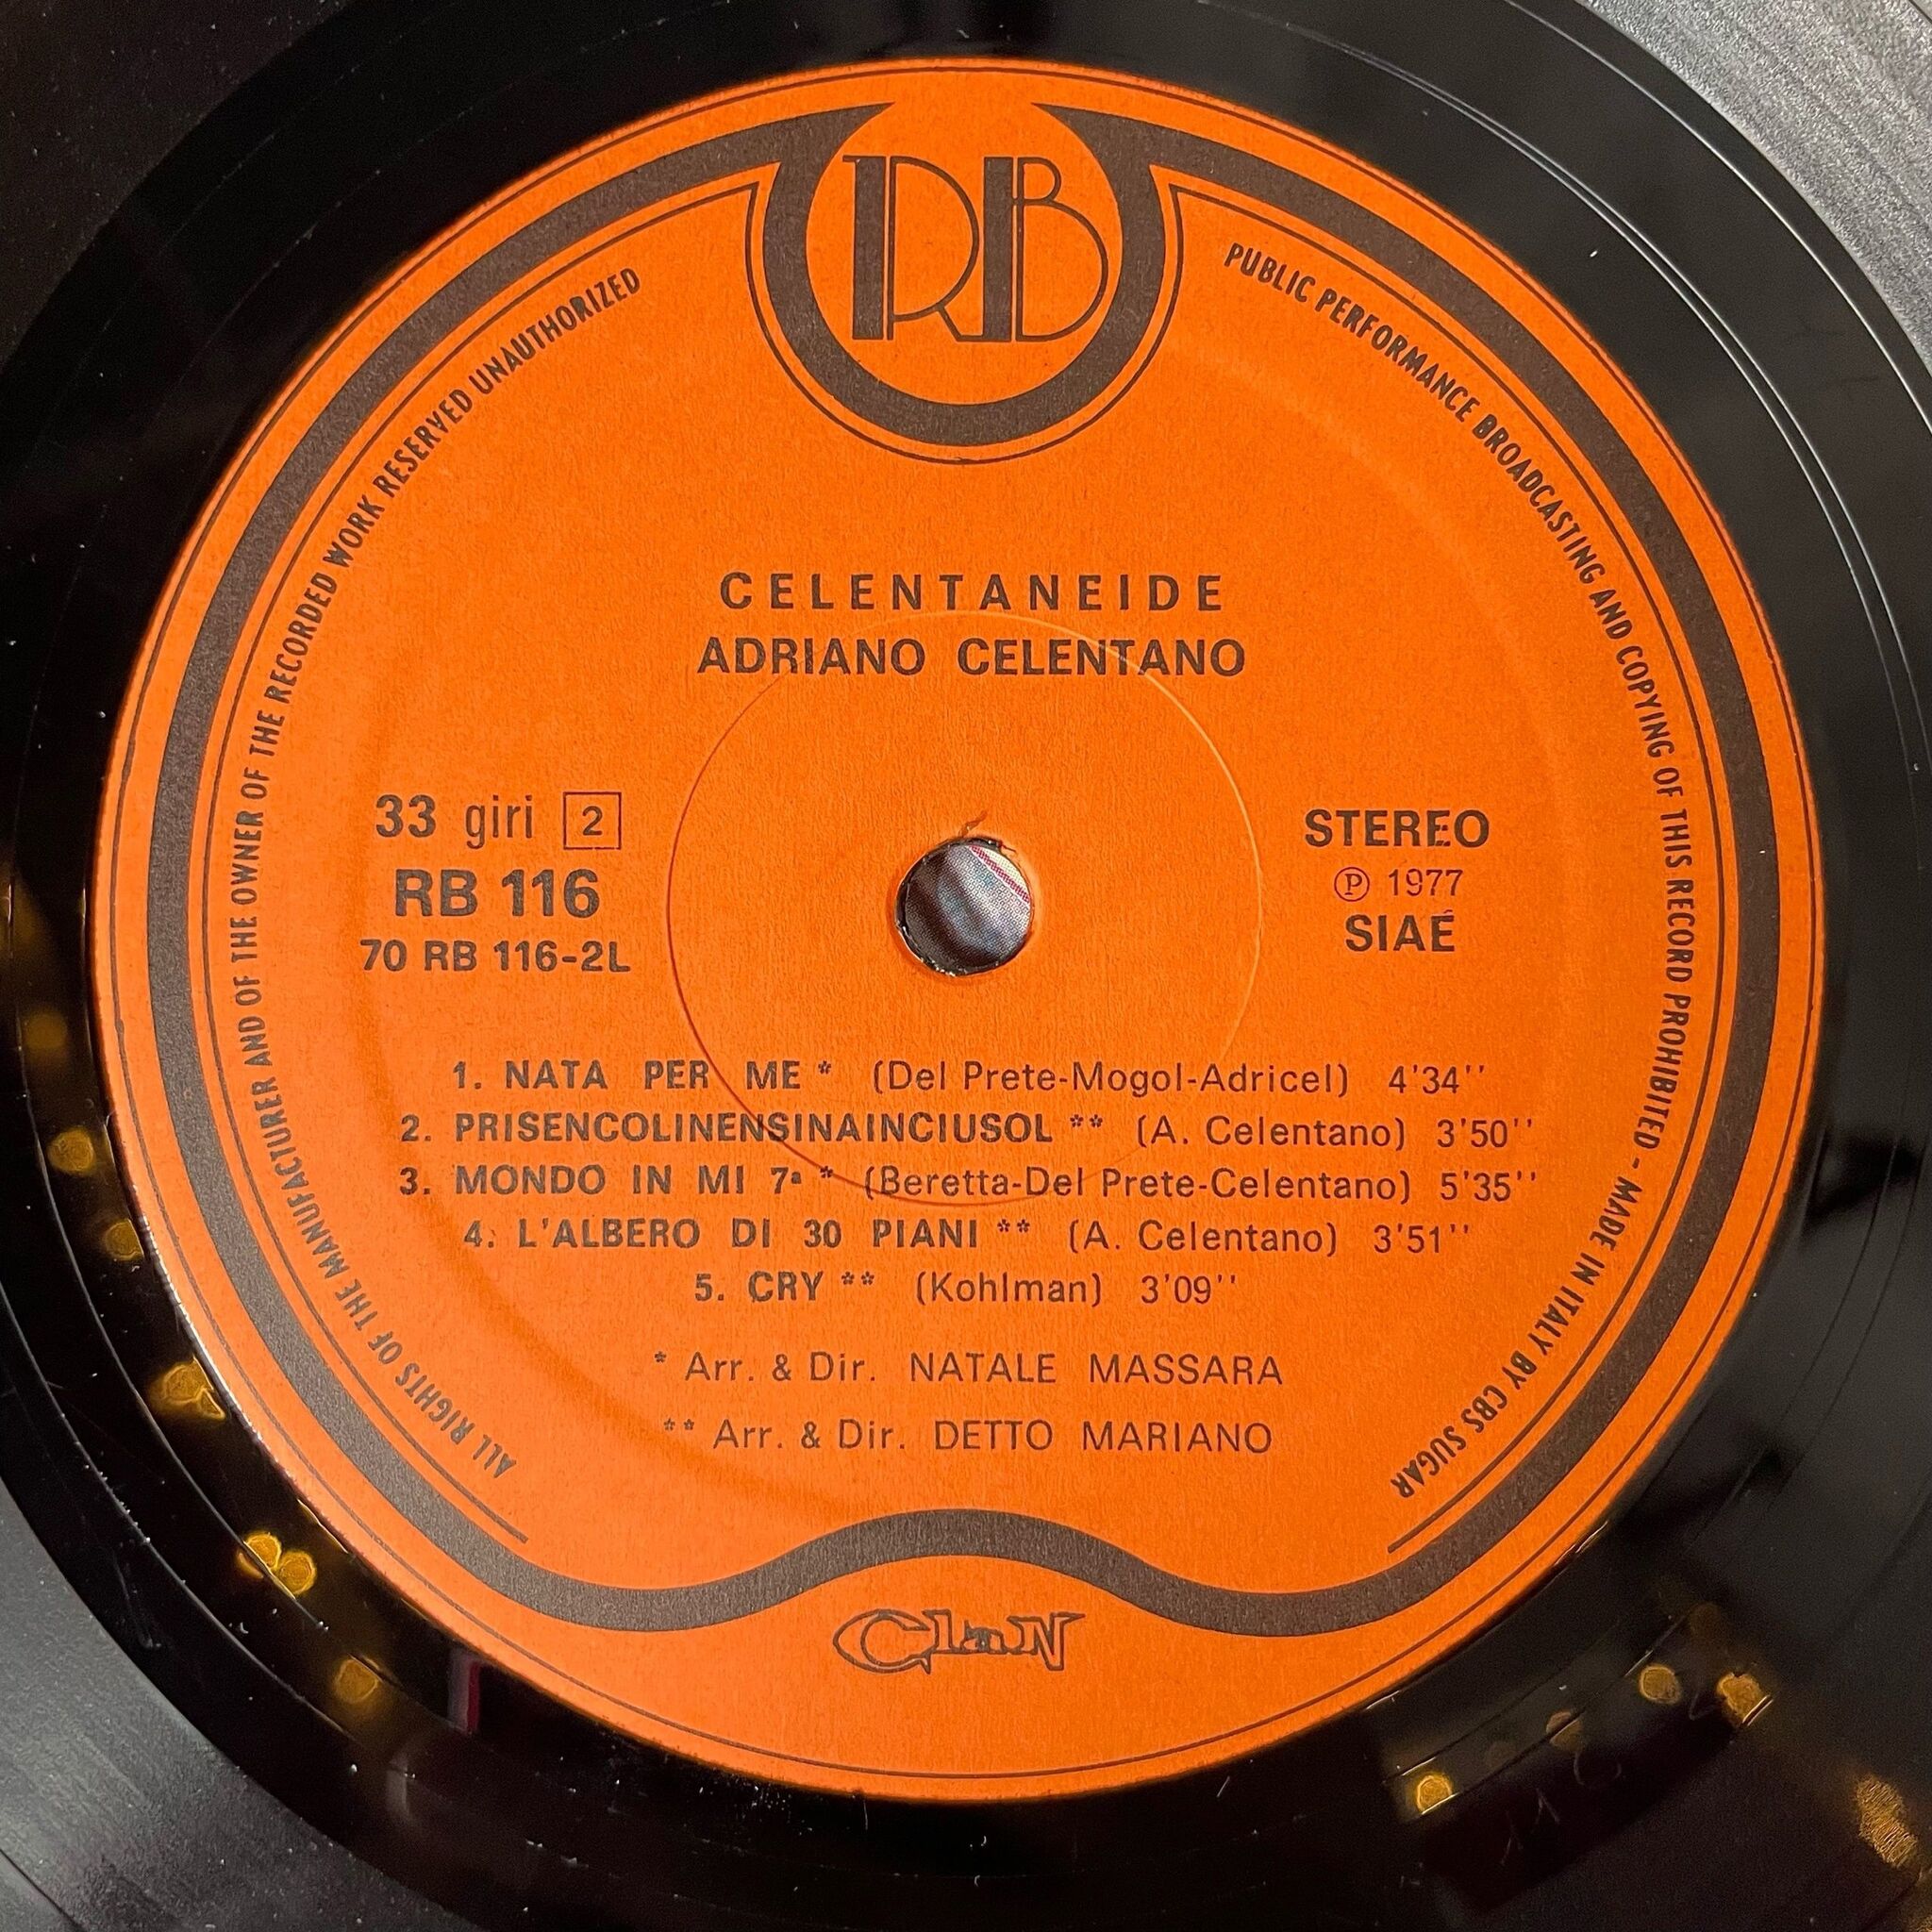 RB
CELENTANEIDE
ADRIANO CELENTANO
33 giri 2
RB 116
70 RB 116-2L
STEREO
Ⓟ 1977
SIAE
1. NATA PER ME * (Del Prete-Mogol-Adricel) 4'34''
2. PRISENCOLINENSINAINCIUSOL ** (A. Celentano) 3'50''
3. MONDO IN MI 7ª * (Beretta-Del Prete-Celentano) 5'35''
4. L'ALBERO DI 30 PIANI ** (A. Celentano) 3'51''
5. CRY ** (Kohlman) 3'09''
* Arr. & Dir. NATALE MASSARA
** Arr. & Dir. DETTO MARIANO
ClaN
ALL RIGHTS OF THE MANUFACTURER AND OF THE OWNER OF THE RECORDED WORK RESERVED UNAUTHORIZED
PUBLIC PERFORMANCE BROADCASTING AND COPYING OF THIS RECORD PROHIBITED - MADE IN ITALY BY CBS SUGAR